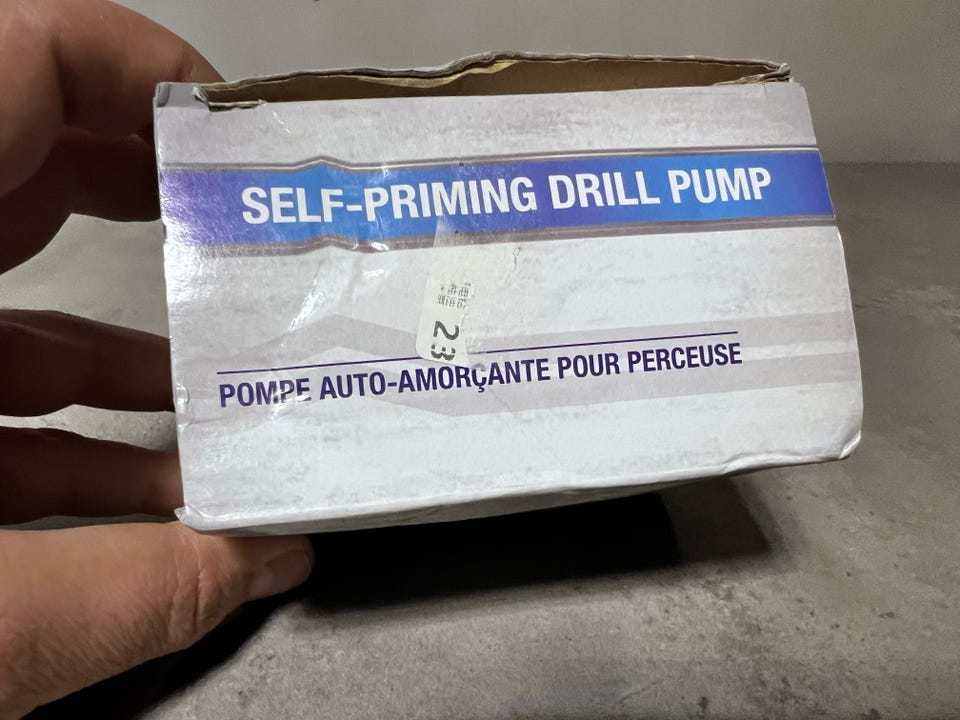 SELF-PRIMING DRILL PUMP
23
POMPE AUTO-AMORÇANTE POUR PERCEUSE